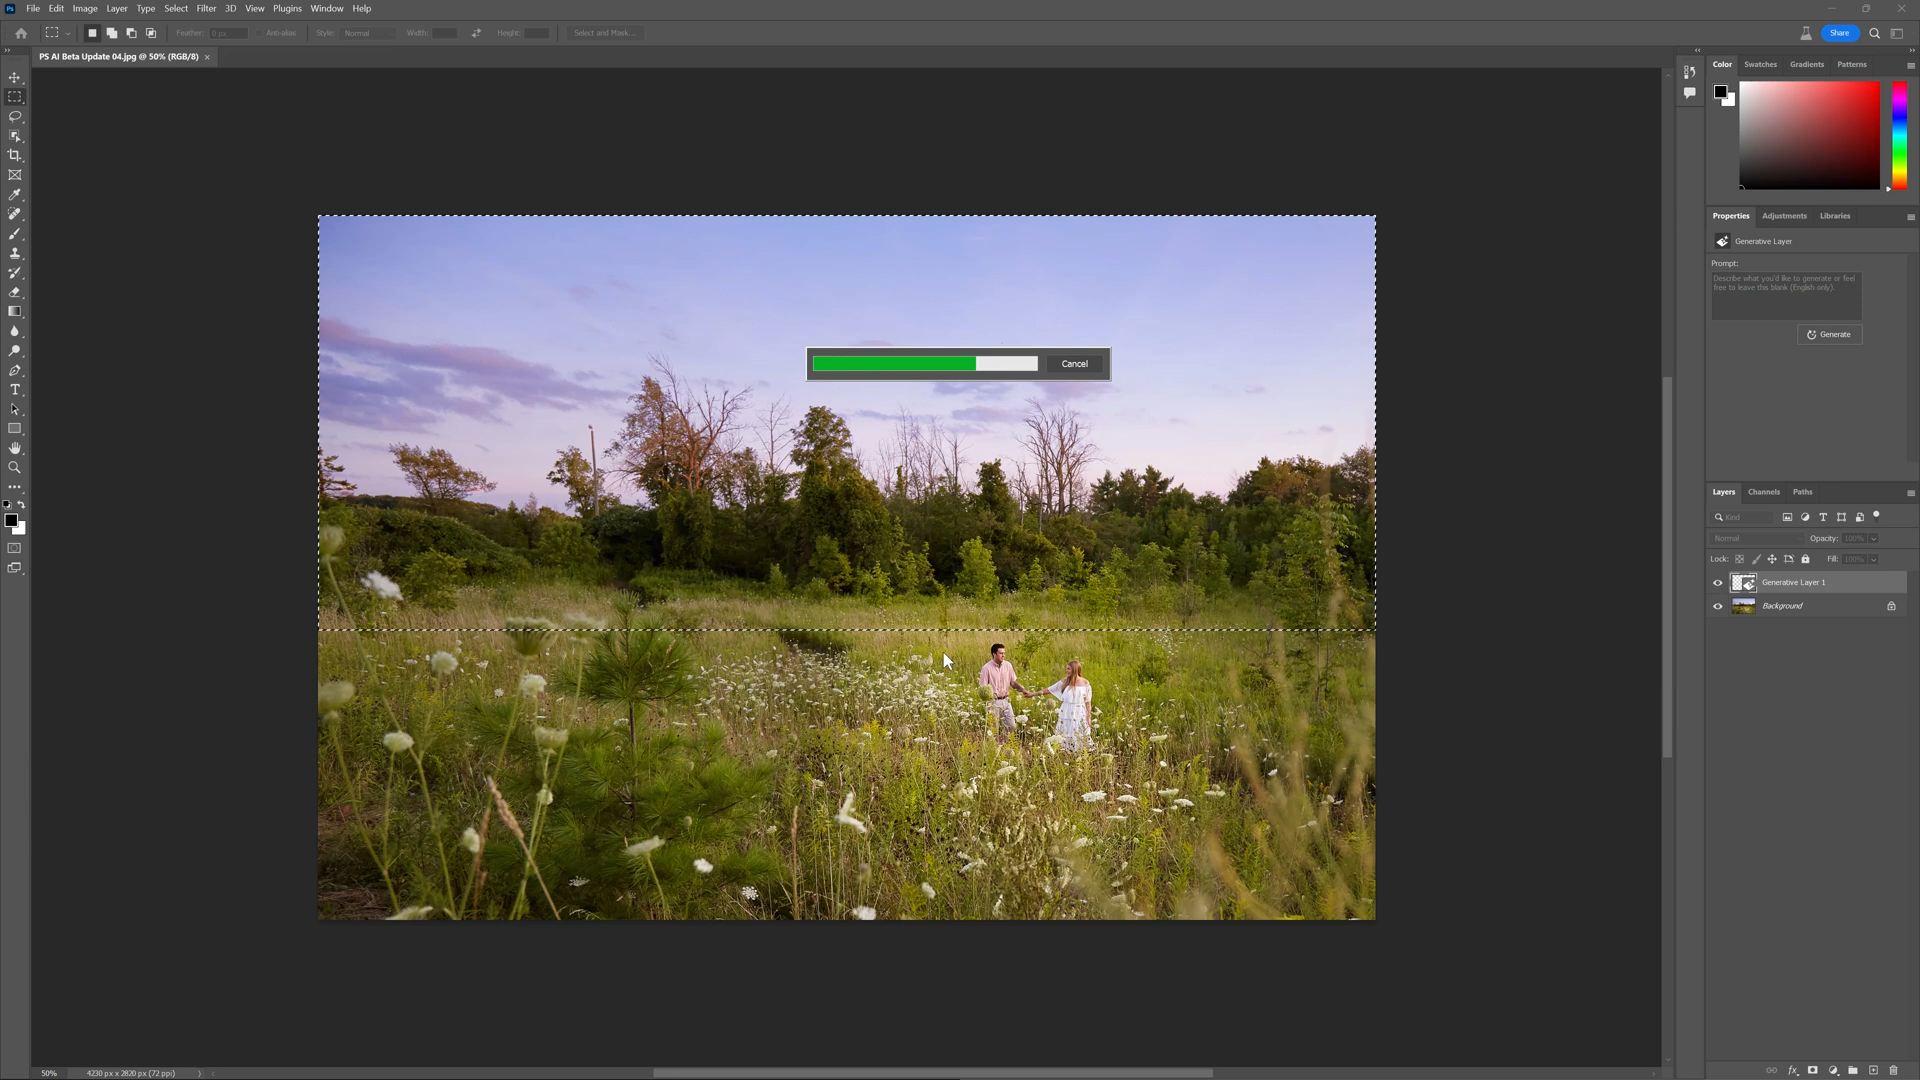 Ps File Edit Image Layer Type Select Filter 3D View Plugins Window Help
Feather: 0 px Anti-alias Style: Normal Width: Height: Select and Mask... Share
PS AI Beta Update 04.jpg @ 50% (RGB/8) ×
Color Swatches Gradients Patterns
Properties Adjustments Libraries
Generative Layer
Prompt:
Describe what you'd like to generate or feel
free to leave this blank (English only).
Generate
Cancel
Layers Channels Paths
Kind
Normal Opacity: 100%
Lock: Fill: 100%
Generative Layer 1
Background
50% 4230 px x 2820 px (72 ppi)